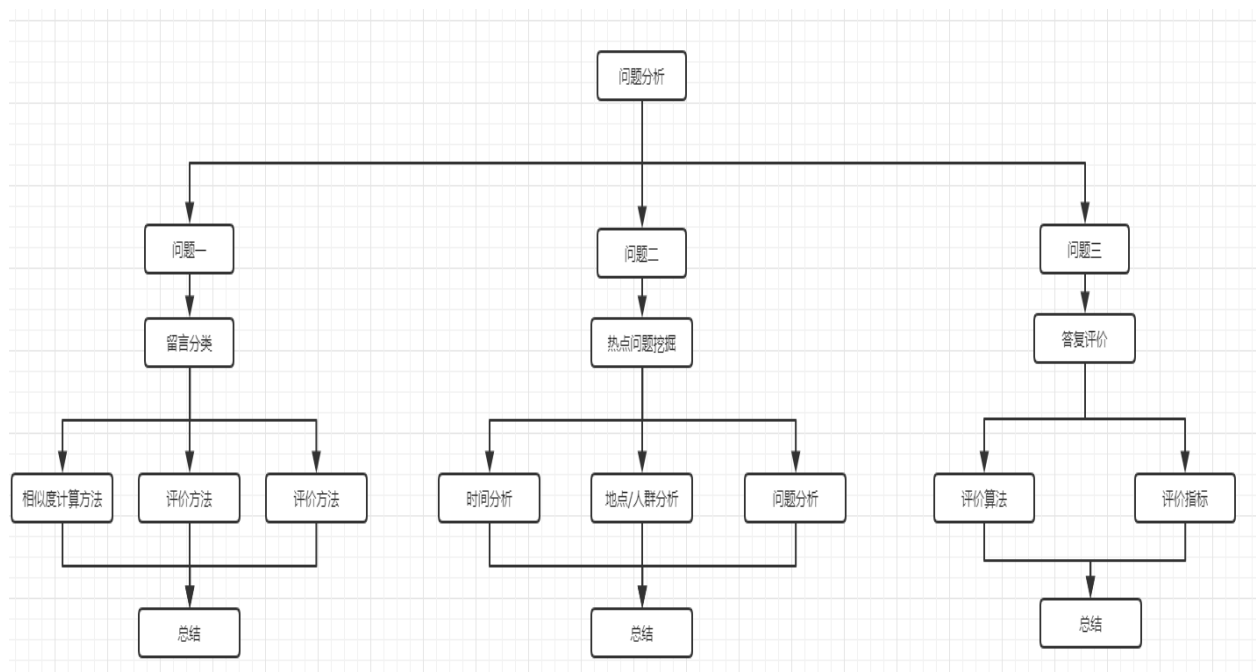 问题分析
问题一
问题二
问题三
留言分类
热点问题挖掘
答复评价
相似度计算方法
评价方法
评价方法
时间分析
地点/人群分析
问题分析
评价算法
评价指标
总结
总结
总结